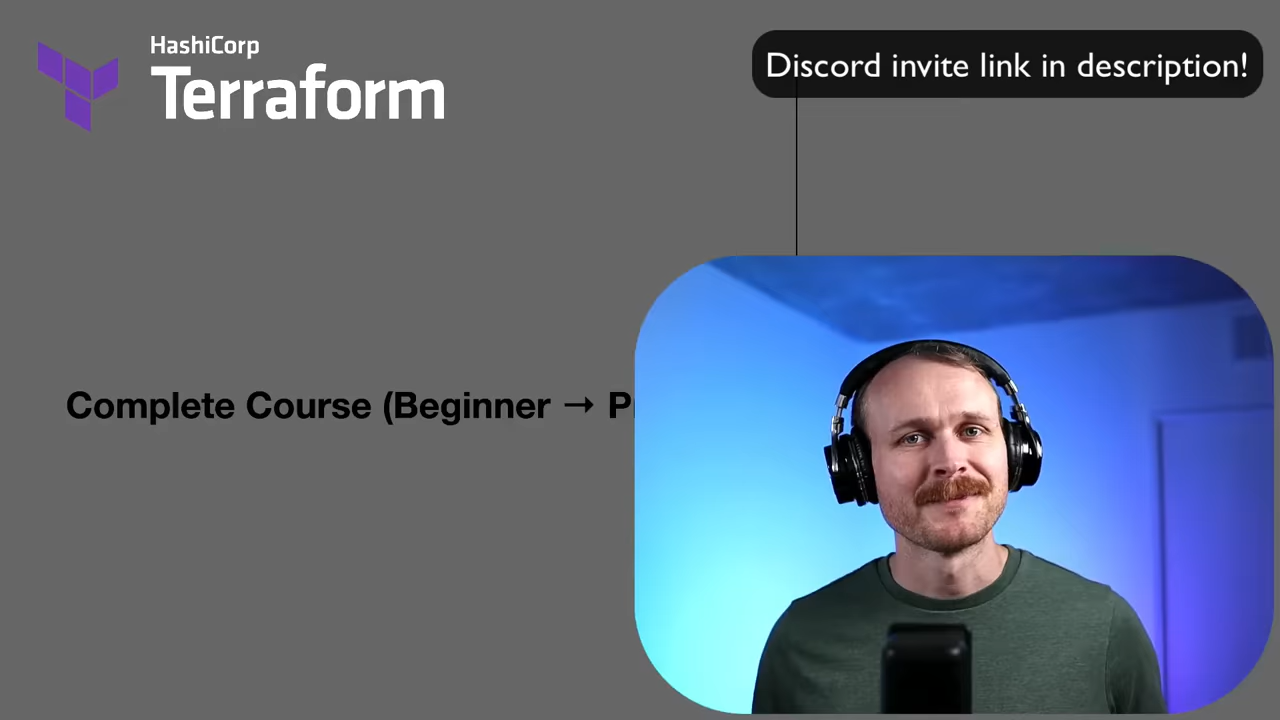 HashiCorp
Terraform
Discord invite link in description!
Complete Course (Beginner → P